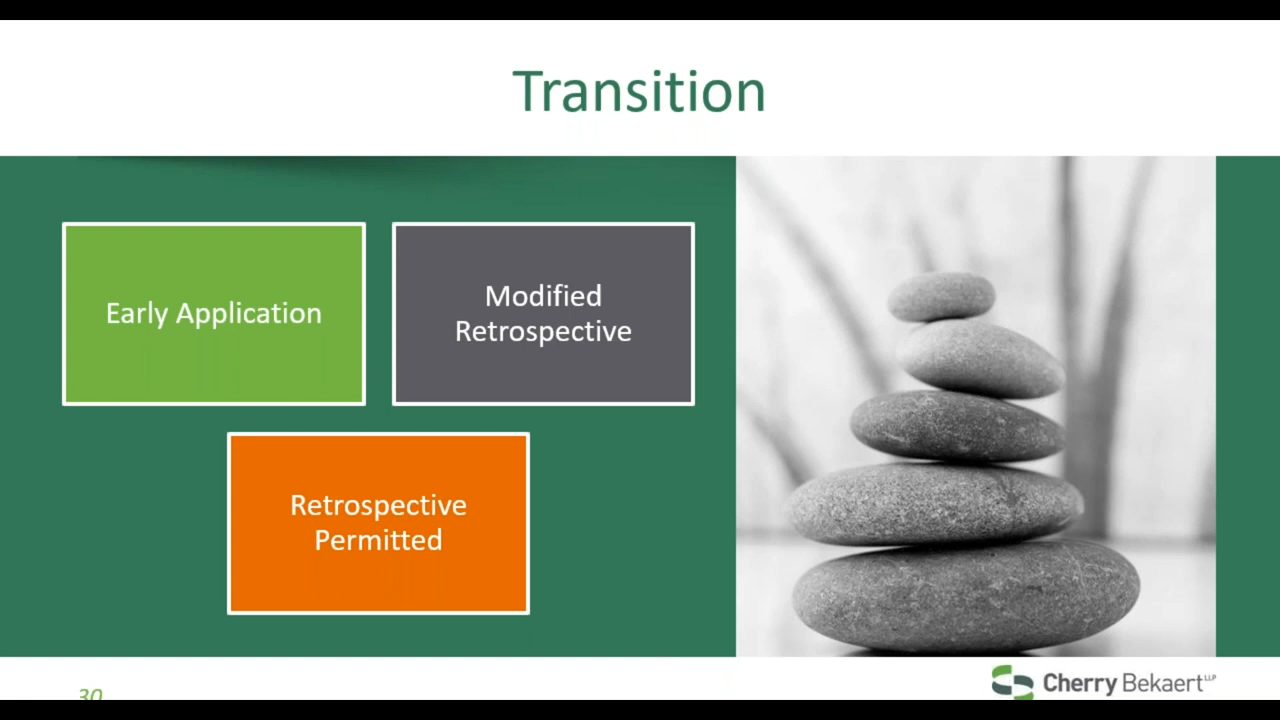 Transition
Early Application
Modified
Retrospective
Retrospective
Permitted
30
Cherry Bekaert LLP